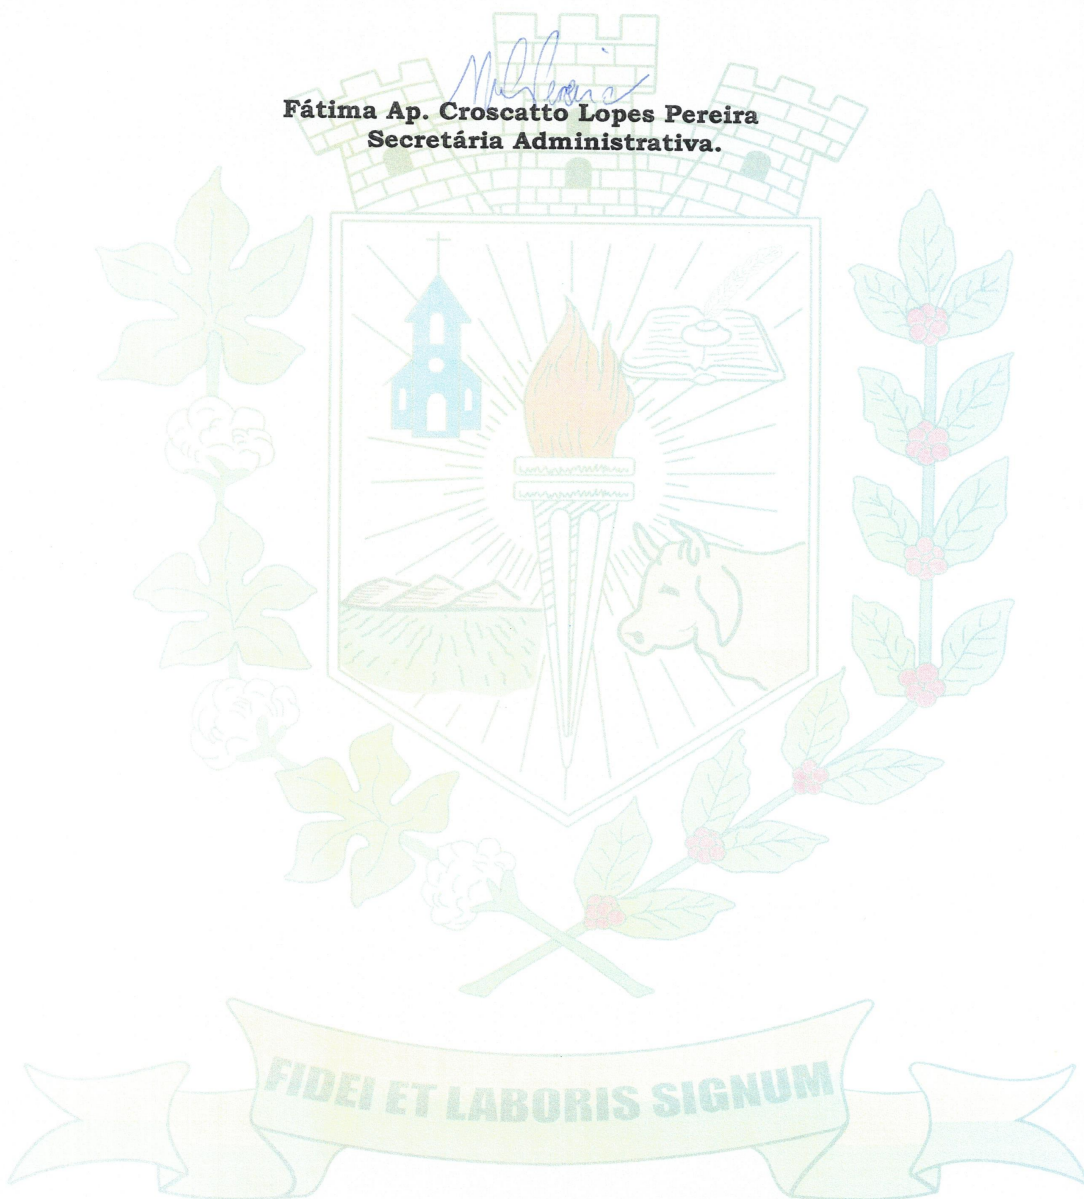 Fátima Ap. Croscatto Lopes Pereira
Secretária Administrativa.
FIDEI ET LABORIS SIGNUM